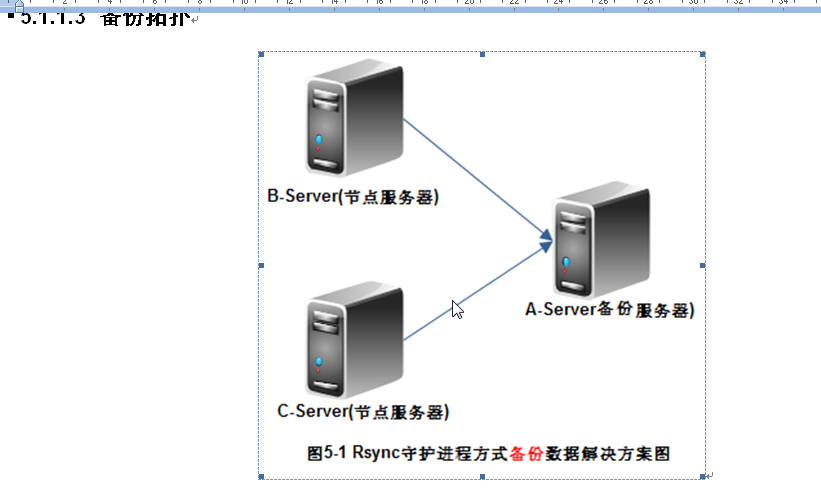 5.1.1.3 备份拓扑
B-Server(节点服务器)
A-Server备份服务器)
C-Server(节点服务器)
图5-1 Rsync守护进程方式备份数据解决方案图